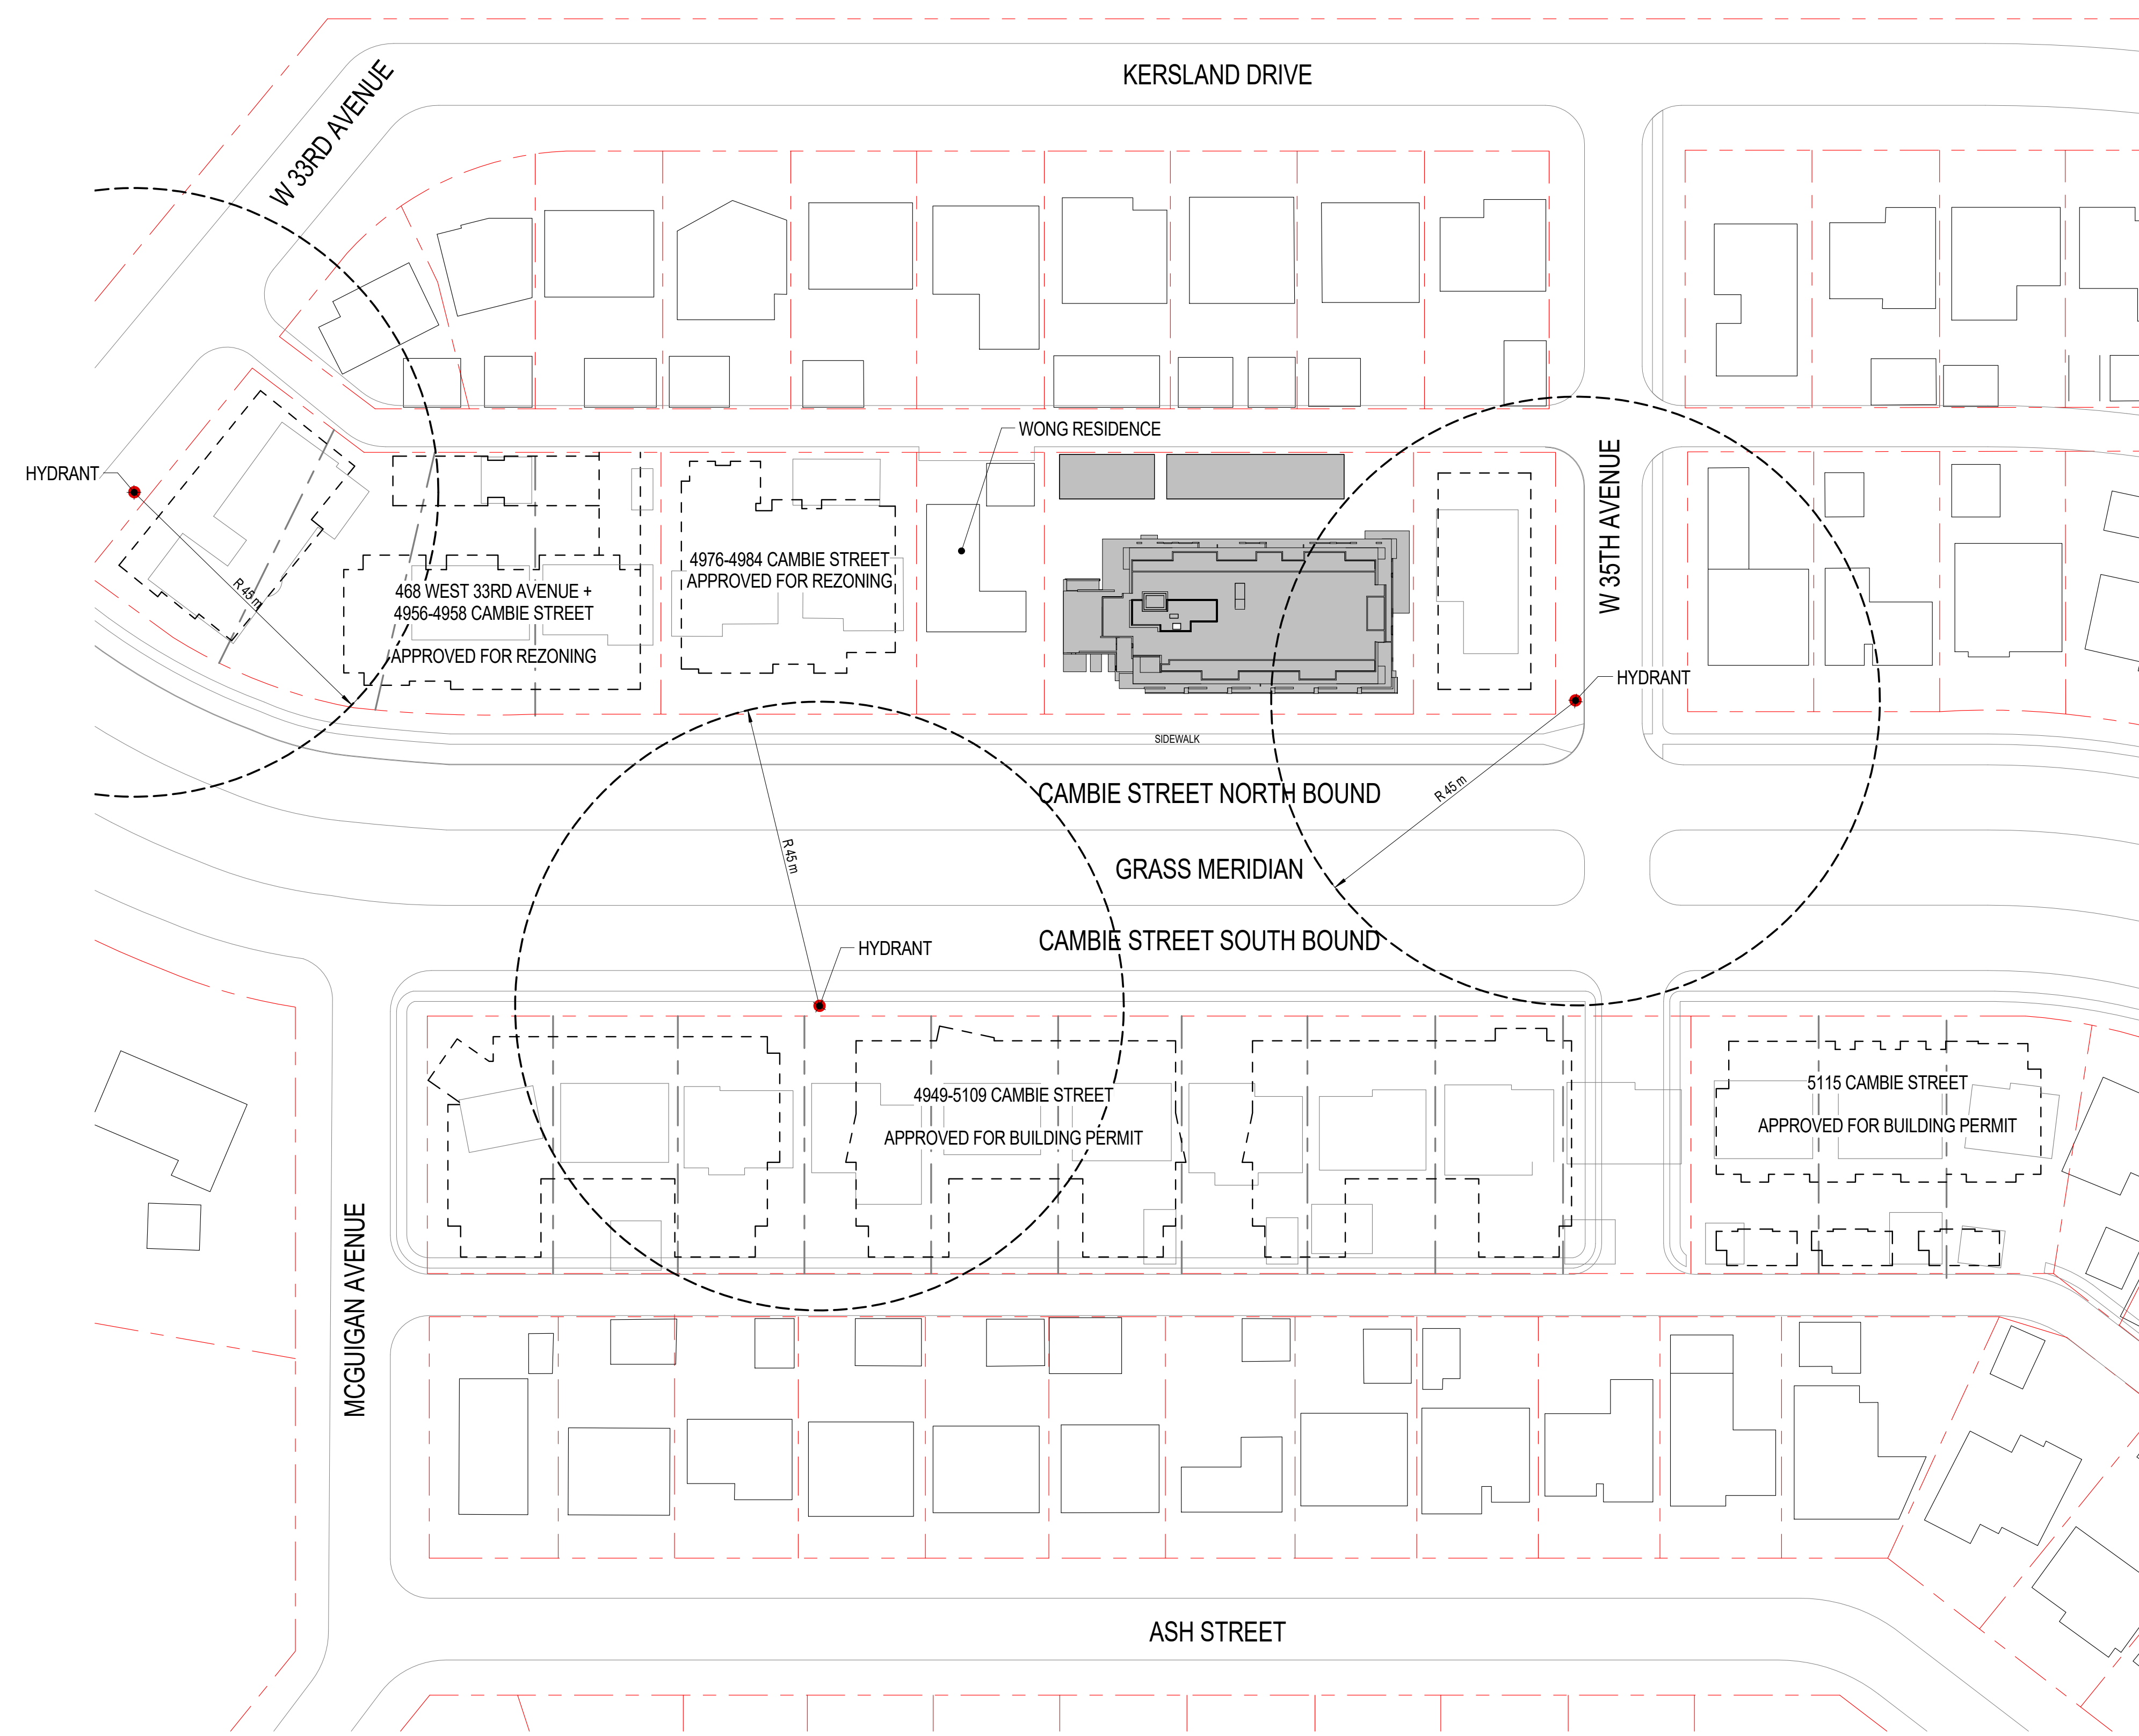 KERSLAND DRIVE
W 33RD AVENUE
WONG RESIDENCE
HYDRANT
R 45 m
468 WEST 33RD AVENUE +
4956-4958 CAMBIE STREET
APPROVED FOR REZONING
4976-4984 CAMBIE STREET
APPROVED FOR REZONING
W 35TH AVENUE
HYDRANT
SIDEWALK
R 45 m
CAMBIE STREET NORTH BOUND
R 45 m
GRASS MERIDIAN
CAMBIE STREET SOUTH BOUND
HYDRANT
4949-5109 CAMBIE STREET
APPROVED FOR BUILDING PERMIT
5115 CAMBIE STREET
APPROVED FOR BUILDING PERMIT
MCGUIGAN AVENUE
ASH STREET